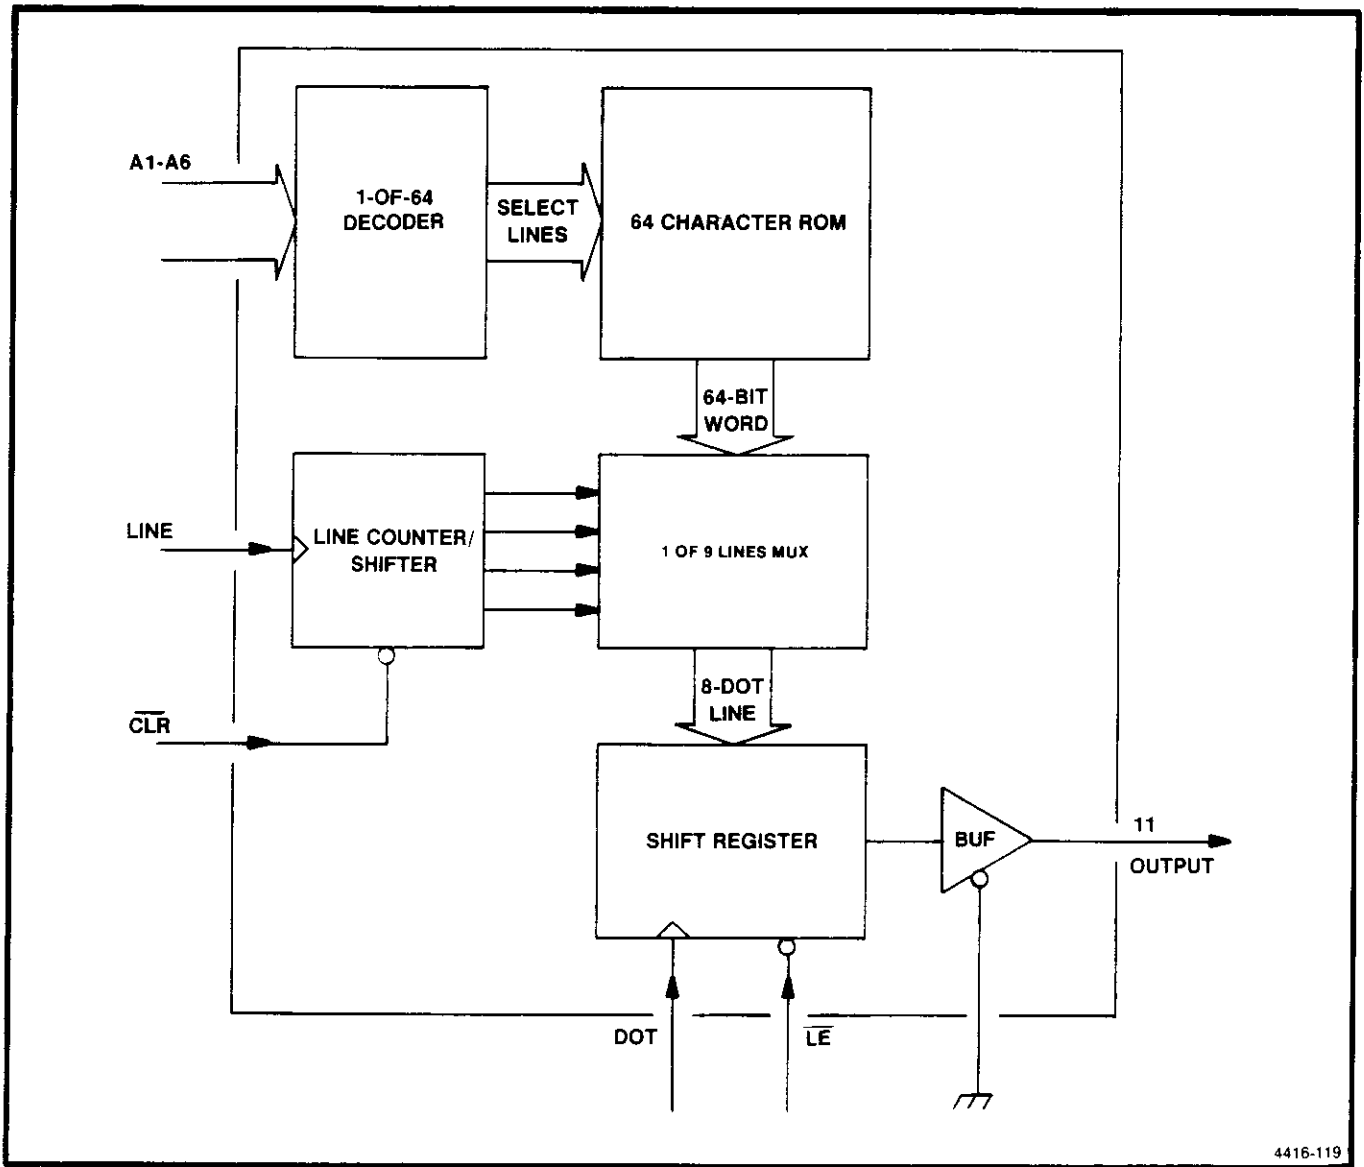 A1-A6
1-OF-64
DECODER
SELECT
LINES
64 CHARACTER ROM
64-BIT
WORD
LINE
LINE COUNTER/
SHIFTER
1 OF 9 LINES MUX
CLR
8-DOT
LINE
SHIFT REGISTER
BUF
11
OUTPUT
DOT
LE
4416-119